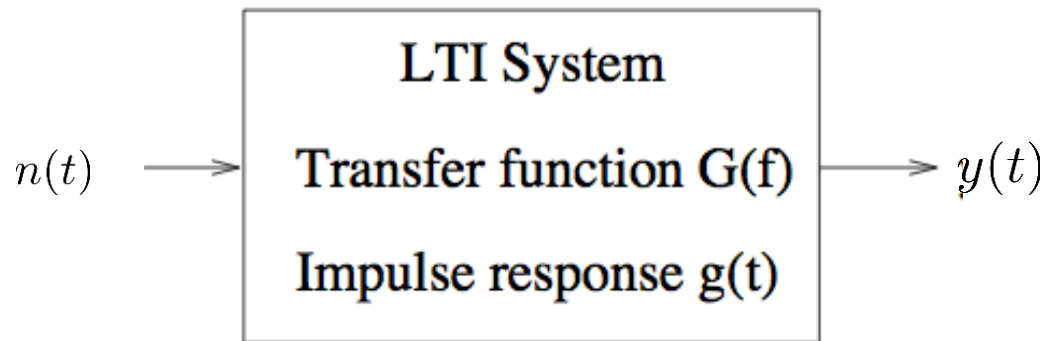 LTI System
n(t)
Transfer function G(f)
y(t)
Impulse response g(t)